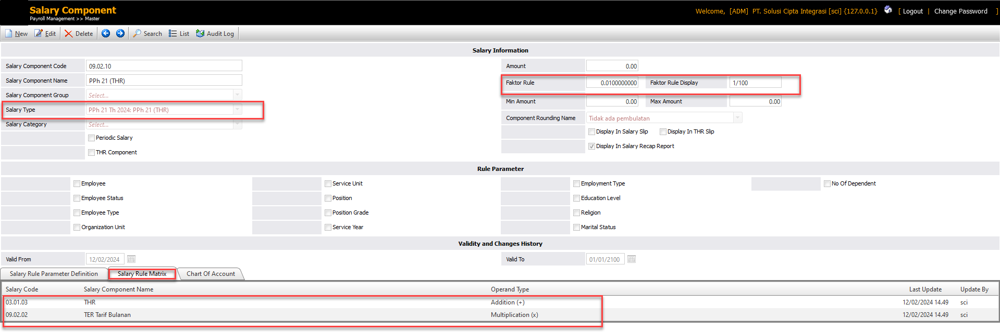 Salary Component
Payroll Management >> Master
Welcome, [ADM] PT. Solusi Cipta Integrasi [sci] {127.0.0.1} [ Logout | Change Password ]
New Edit Delete Search List Audit Log
Salary Information
Salary Component Code 09.02.10
Salary Component Name PPh 21 (THR)
Salary Component Group Select...
Salary Type PPh 21 Th 2024: PPh 21 (THR)
Salary Category Select...
Periodic Salary
THR Component
Amount 0.00
Faktor Rule 0.0100000000 Faktor Rule Display 1/100
Min Amount 0.00 Max Amount 0.00
Component Rounding Name Tidak ada pembulatan
Display In Salary Slip Display In THR Slip
Display In Salary Recap Report
Rule Parameter
Employee Service Unit Employment Type No Of Dependent
Employee Status Position Education Level
Employee Type Position Grade Religion
Organization Unit Service Year Marital Status
Validity and Changes History
Valid From 12/02/2024 Valid To 01/01/2100
Salary Rule Parameter Definition Salary Rule Matrix Chart Of Account
Salary Code Salary Component Name Operand Type Last Update Update By
03.01.03 THR Addition (+) 12/02/2024 14.49 sci
09.02.02 TER Tarif Bulanan Multiplication (x) 12/02/2024 14.49 sci